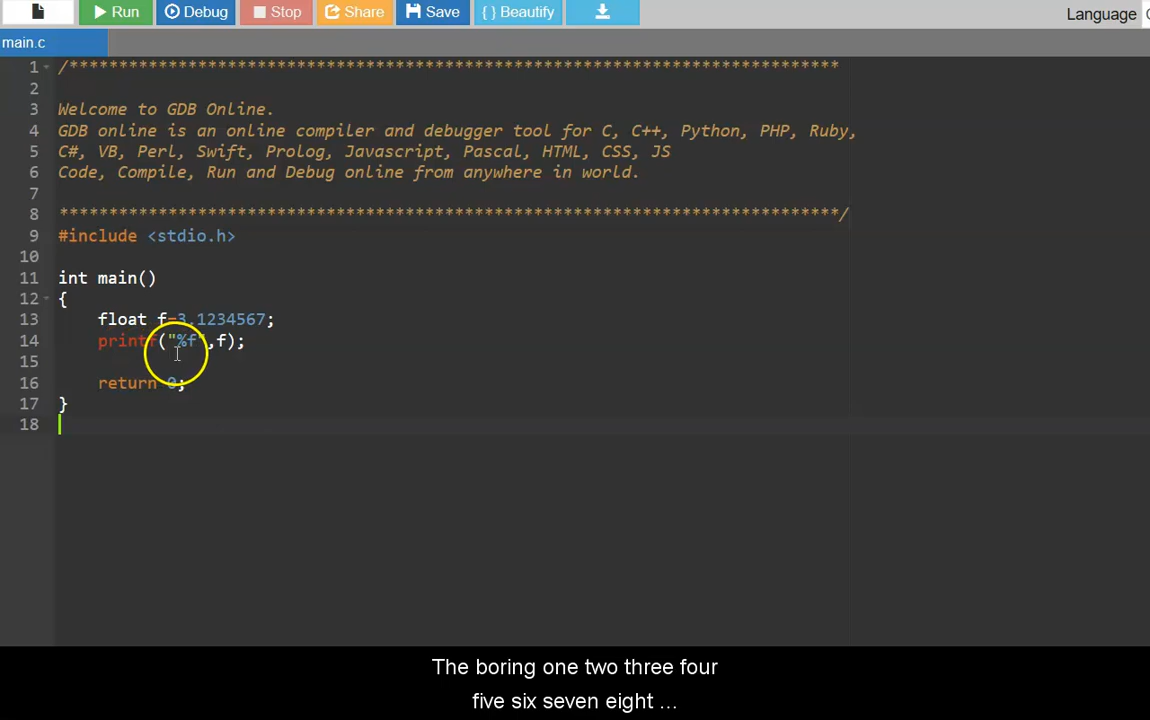 Run Debug Stop Share Save { } Beautify Language
main.c
1 /******************************************************************************
2
3 Welcome to GDB Online.
4 GDB online is an online compiler and debugger tool for C, C++, Python, PHP, Ruby,
5 C#, VB, Perl, Swift, Prolog, Javascript, Pascal, HTML, CSS, JS
6 Code, Compile, Run and Debug online from anywhere in world.
7
8 *******************************************************************************/
9 #include <stdio.h>
10
11 int main()
12 {
13 float f=3.1234567;
14 printf("%f",f);
15
16 return 0;
17 }
18
The boring one two three four
five six seven eight ...